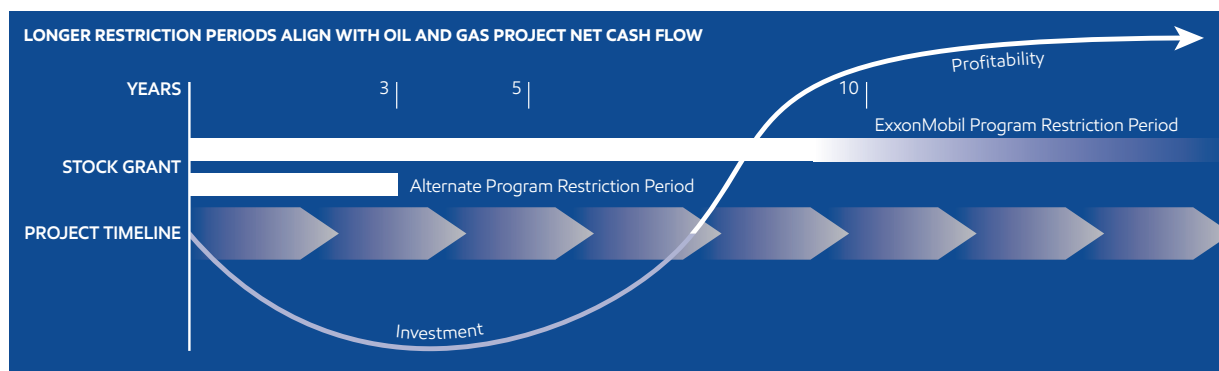 LONGER RESTRICTION PERIODS ALIGN WITH OIL AND GAS PROJECT NET CASH FLOW
Profitability
YEARS
3
5
10
ExxonMobil Program Restriction Period
STOCK GRANT
Alternate Program Restriction Period
PROJECT TIMELINE
Investment